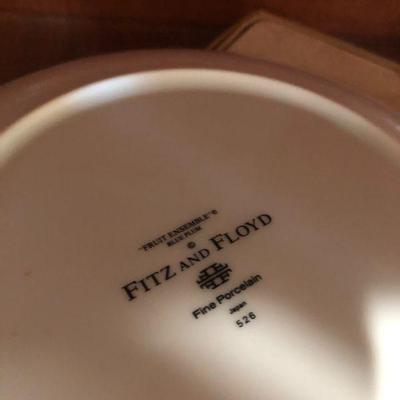 "FRUIT ENSEMBLE"©
BLUE PLUM
©
FITZ AND FLOYD
Fine Porcelain
Japan
526